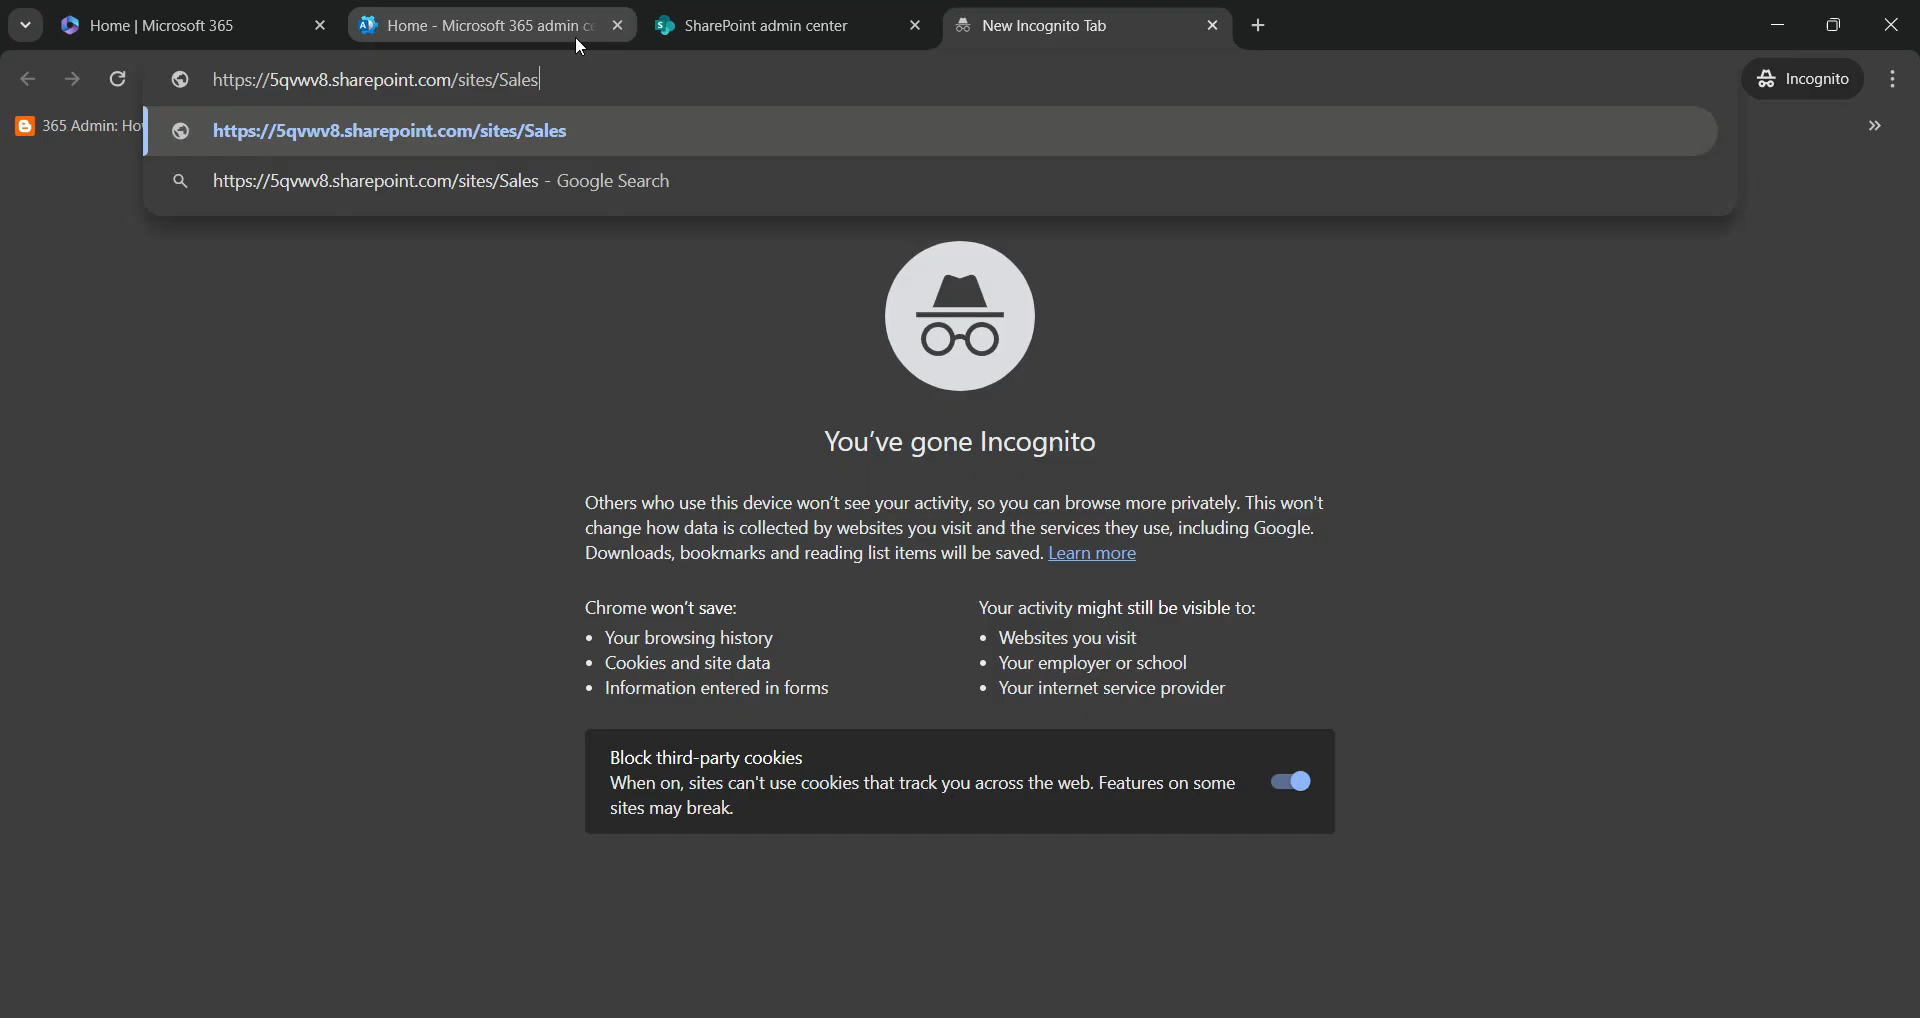 Home | Microsoft 365
Home - Microsoft 365 admin ce
SharePoint admin center
New Incognito Tab
https://5qvwv8.sharepoint.com/sites/Sales
Incognito
365 Admin: Ho
https://5qvwv8.sharepoint.com/sites/Sales
https://5qvwv8.sharepoint.com/sites/Sales - Google Search
You've gone Incognito
Others who use this device won't see your activity, so you can browse more privately. This won't
change how data is collected by websites you visit and the services they use, including Google.
Downloads, bookmarks and reading list items will be saved. Learn more
Chrome won't save:
• Your browsing history
• Cookies and site data
• Information entered in forms
Your activity might still be visible to:
• Websites you visit
• Your employer or school
• Your internet service provider
Block third-party cookies
When on, sites can't use cookies that track you across the web. Features on some
sites may break.